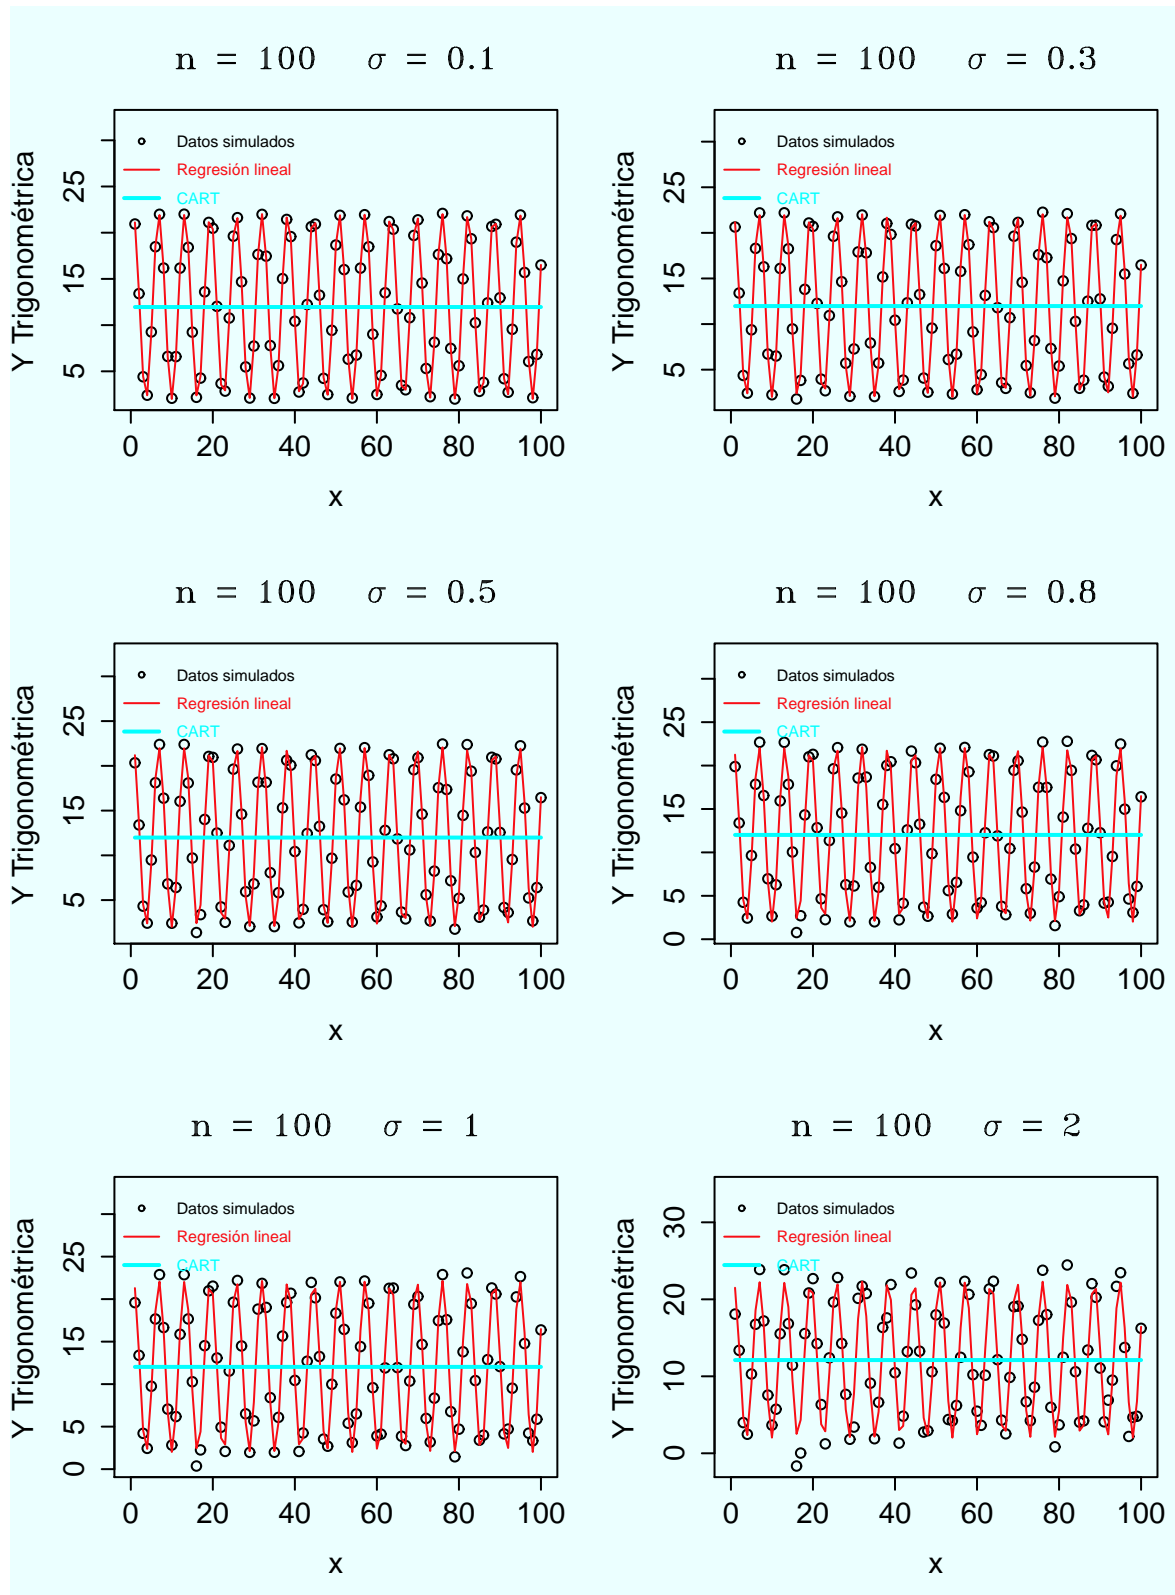 n = 100 σ = 0.1
Datos simulados
Regresión lineal
CART
Y Trigonométrica
5 15 25
0 20 40 60 80 100
x
n = 100 σ = 0.3
Datos simulados
Regresión lineal
CART
Y Trigonométrica
5 15 25
0 20 40 60 80 100
x
n = 100 σ = 0.5
Datos simulados
Regresión lineal
CART
Y Trigonométrica
5 15 25
0 20 40 60 80 100
x
n = 100 σ = 0.8
Datos simulados
Regresión lineal
CART
Y Trigonométrica
0 5 15 25
0 20 40 60 80 100
x
n = 100 σ = 1
Datos simulados
Regresión lineal
CART
Y Trigonométrica
0 5 15 25
0 20 40 60 80 100
x
n = 100 σ = 2
Datos simulados
Regresión lineal
CART
Y Trigonométrica
0 10 20 30
0 20 40 60 80 100
x